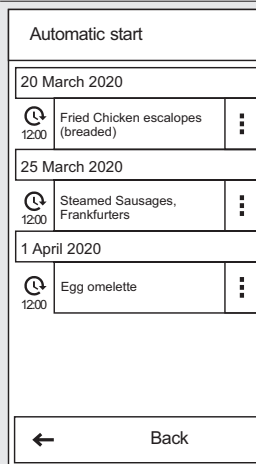 Automatic start
20 March 2020
Fried Chicken escalopes
(breaded)
12:00
25 March 2020
Steamed Sausages,
Frankfurters
12:00
1 April 2020
Egg omelette
12:00
Back